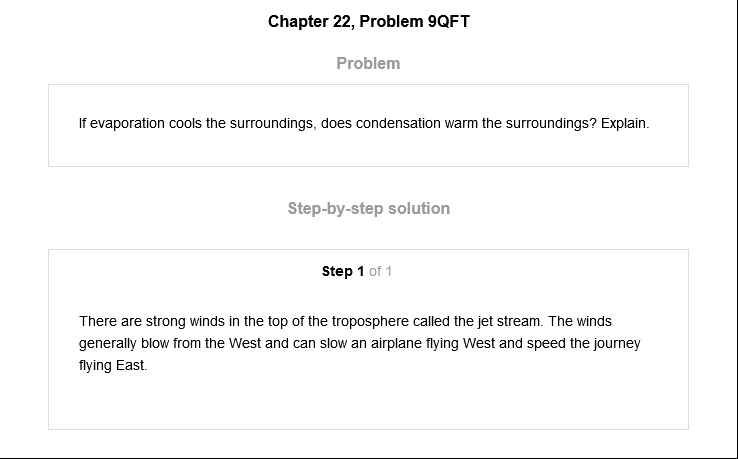 Chapter 22, Problem 9QFT
Problem
If evaporation cools the surroundings, does condensation warm the surroundings? Explain.
Step-by-step solution
Step 1 of 1
There are strong winds in the top of the troposphere called the jet stream. The winds
generally blow from the West and can slow an airplane flying West and speed the journey
flying East.